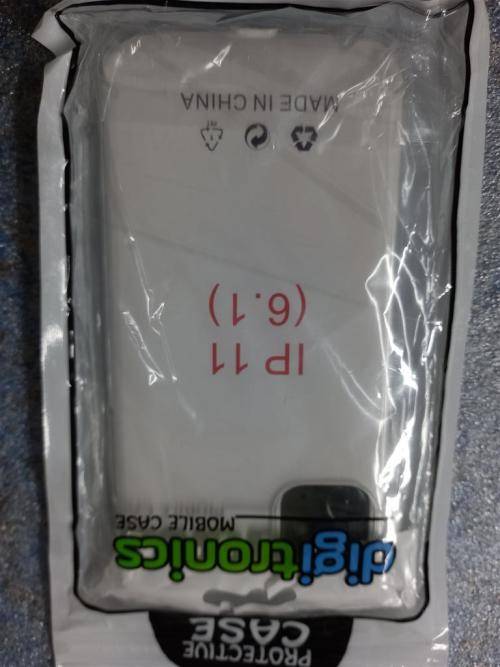 PROTECTIVE
CASE
digitronics
MOBILE CASE
IP 11
(6.1)
MADE IN CHINA